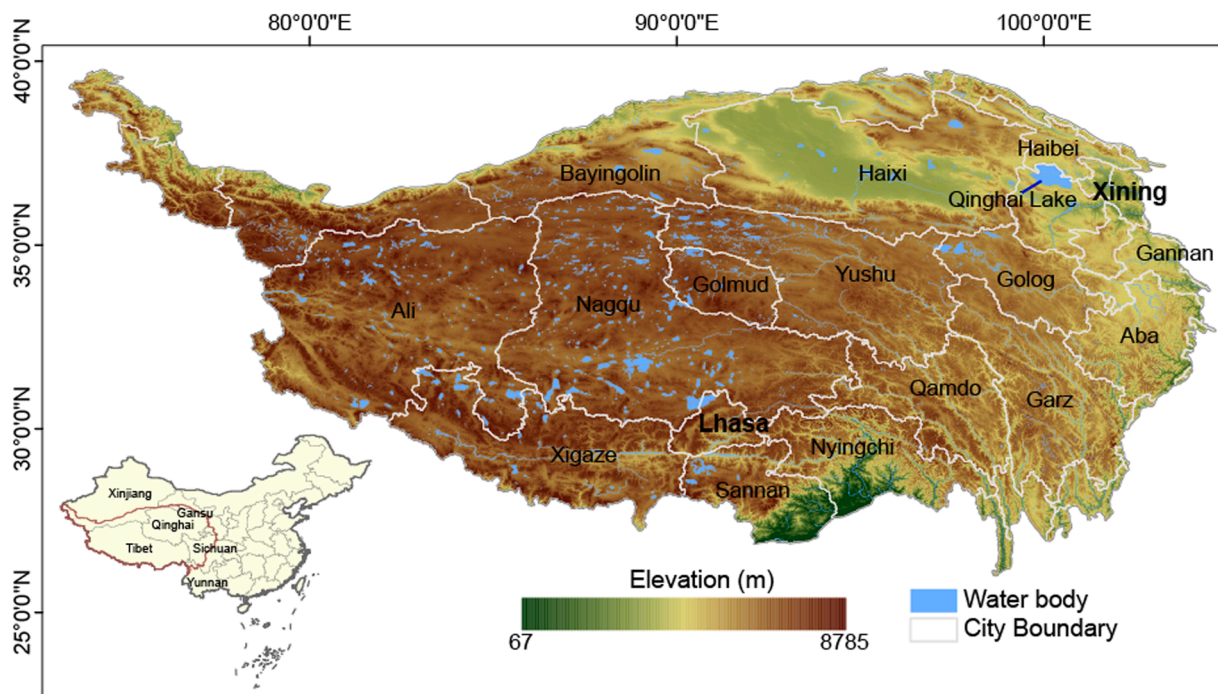 80°0'0"E
90°0'0"E
100°0'0"E
40°0'0"N
35°0'0"N
30°0'0"N
25°0'0"N
Haibei
Bayingolin
Haixi
Qinghai Lake
Xining
Gannan
Yushu
Golog
Golmud
Ali
Nagqu
Aba
Qamdo
Garz
Lhasa
Nyingchi
Xigaze
Sannan
Xinjiang
Gansu
Qinghai
Tibet
Sichuan
Yunnan
Elevation (m)
67
8785
Water body
City Boundary